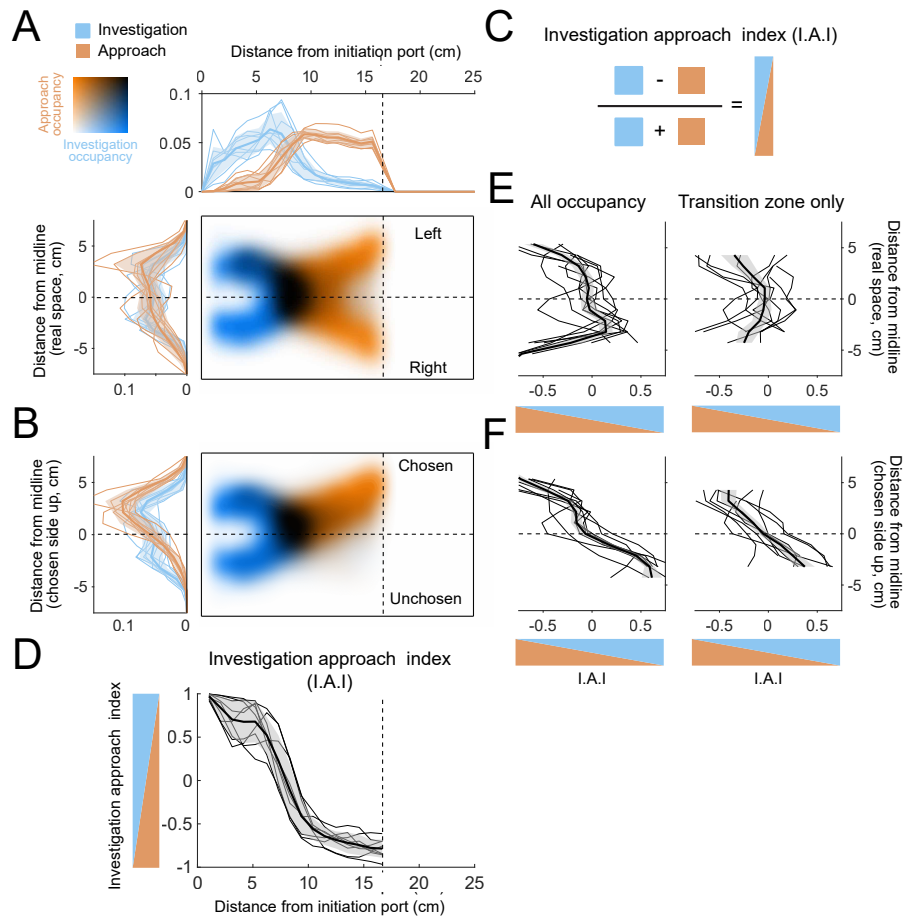 A
Investigation
Approach
Approach
occupancy
Investigation
occupancy
Distance from initiation port (cm)
0 5 10 15 20 25
0.1
0.05
0
Distance from midline
(real space, cm)
5
0
-5
0.1 0
Left
Right
B
Distance from midline
(chosen side up, cm)
5
0
-5
0.1 0
Chosen
Unchosen
C
Investigation approach index (I.A.I)
-
=
+
D
Investigation approach index
(I.A.I)
Investigation approach index
1
0.5
0
-0.5
-1
0 5 10 15 20 25
Distance from initiation port (cm)
E
All occupancy
Transition zone only
Distance from midline
(real space, cm)
5
0
-5
-0.5 0 0.5
-0.5 0 0.5
F
Distance from midline
(chosen side up, cm)
5
0
-5
-0.5 0 0.5
-0.5 0 0.5
I.A.I
I.A.I